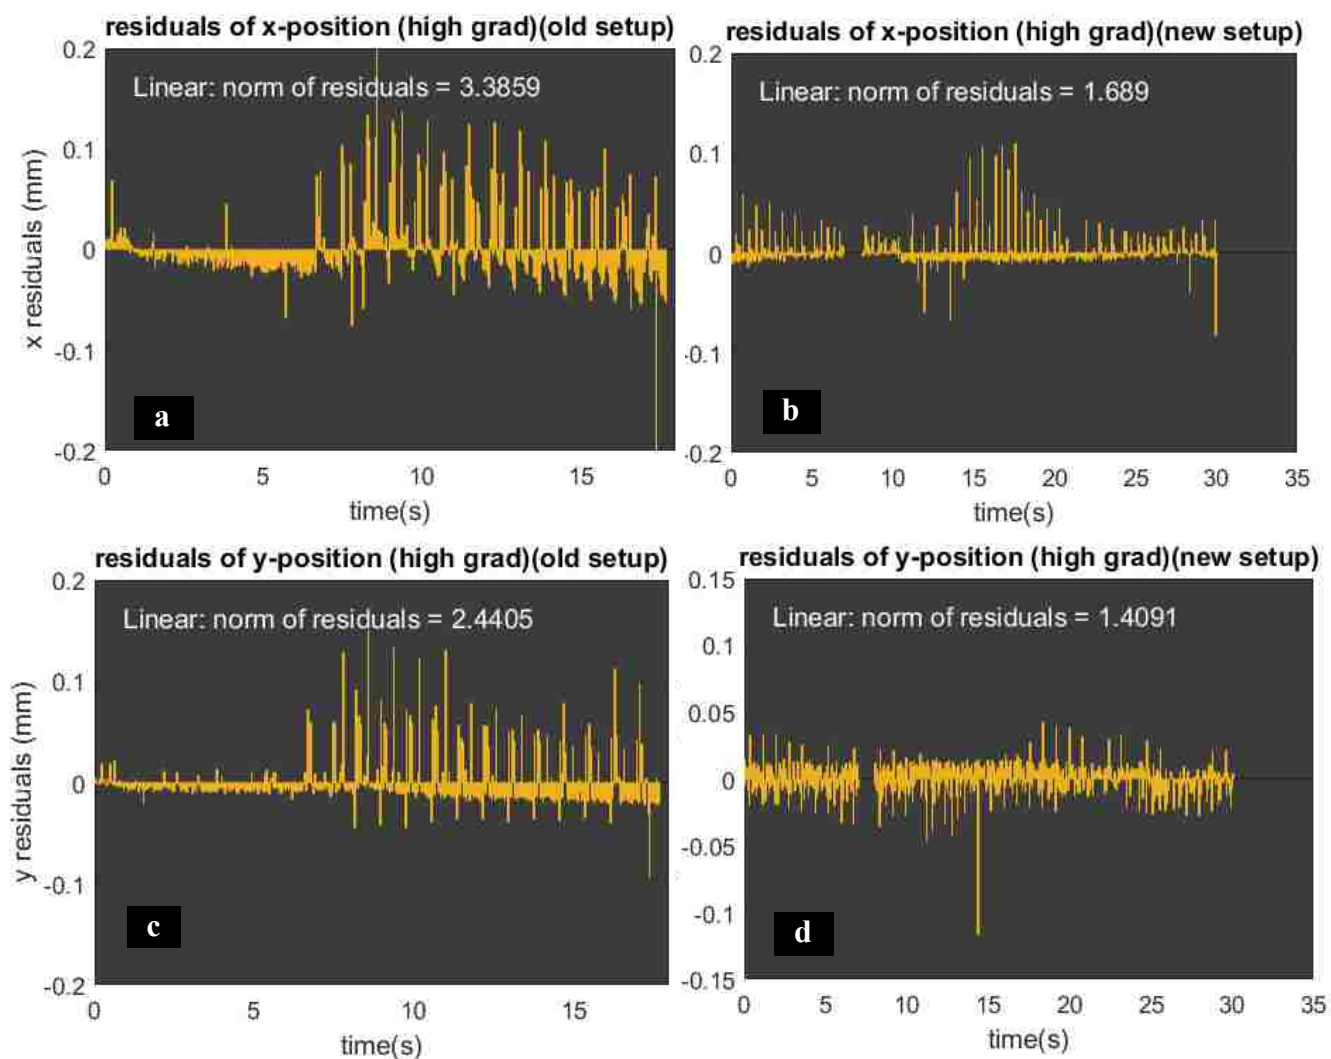 residuals of x-position (high grad)(old setup)
0.2
Linear: norm of residuals = 3.3859
0.1
0
-0.1
-0.2
x residuals (mm)
a
0 5 10 15
time(s)
residuals of x-position (high grad)(new setup)
0.2
Linear: norm of residuals = 1.689
0.1
0
-0.1
-0.2
b
0 5 10 15 20 25 30 35
time(s)
residuals of y-position (high grad)(old setup)
0.2
Linear: norm of residuals = 2.4405
0.1
0
-0.1
-0.2
y residuals (mm)
c
0 5 10 15
time(s)
residuals of y-position (high grad)(new setup)
0.15
Linear: norm of residuals = 1.4091
0.1
0.05
0
-0.05
-0.1
-0.15
d
0 5 10 15 20 25 30 35
time(s)